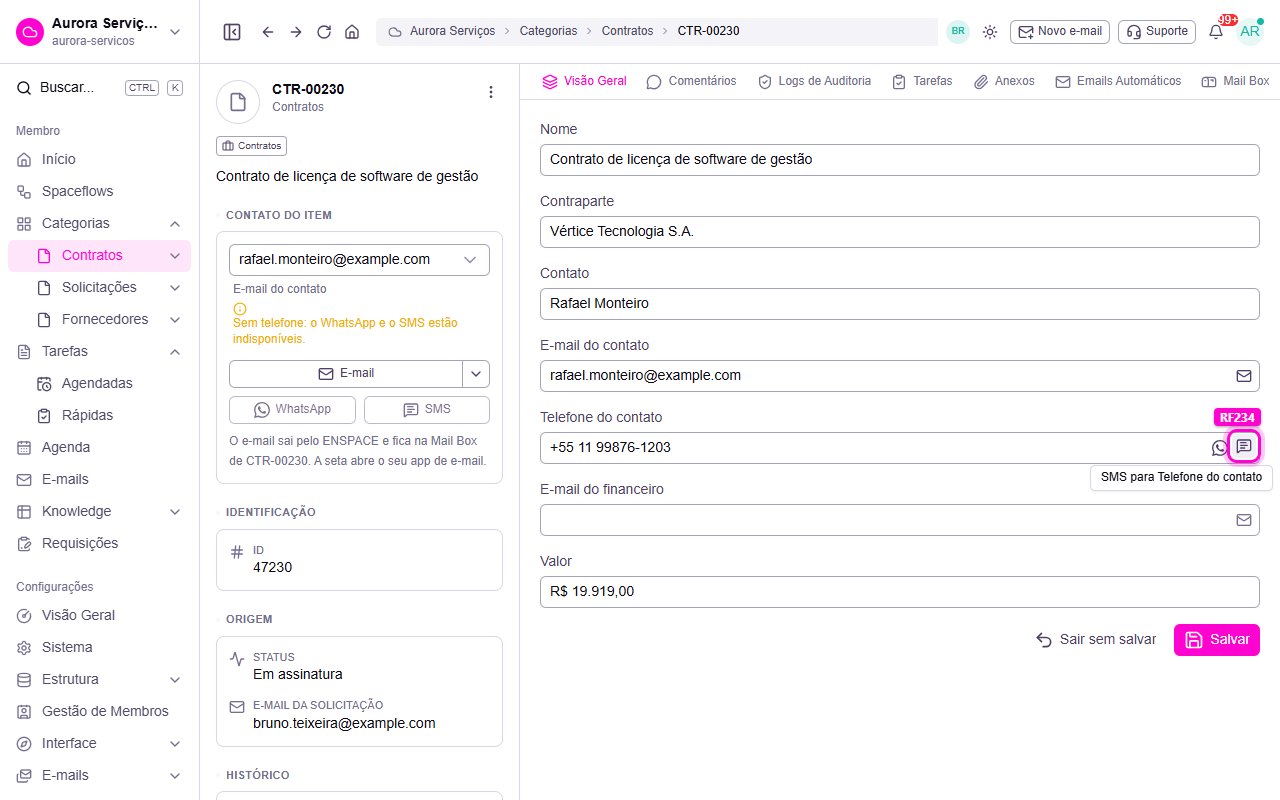 Aurora Serviç...
aurora-servicos
Buscar...
CTRL
K
Membro
Início
Spaceflows
Categorias
Contratos
Solicitações
Fornecedores
Tarefas
Agendadas
Rápidas
Agenda
E-mails
Knowledge
Requisições
Configurações
Visão Geral
Sistema
Estrutura
Gestão de Membros
Interface
E-mails
Aurora Serviços
Categorias
Contratos
CTR-00230
BR
Novo e-mail
Suporte
99+
AR
CTR-00230
Contratos
Contratos
Contrato de licença de software de gestão
CONTATO DO ITEM
rafael.monteiro@example.com
E-mail do contato
Sem telefone: o WhatsApp e o SMS estão
indisponíveis.
E-mail
WhatsApp
SMS
O e-mail sai pelo ENSPACE e fica na Mail Box
de CTR-00230. A seta abre o seu app de e-mail.
IDENTIFICAÇÃO
ID
47230
ORIGEM
STATUS
Em assinatura
E-MAIL DA SOLICITAÇÃO
bruno.teixeira@example.com
HISTÓRICO
Visão Geral
Comentários
Logs de Auditoria
Tarefas
Anexos
Emails Automáticos
Mail Box
Nome
Contrato de licença de software de gestão
Contraparte
Vértice Tecnologia S.A.
Contato
Rafael Monteiro
E-mail do contato
rafael.monteiro@example.com
Telefone do contato
RF234
+55 11 99876-1203
SMS para Telefone do contato
E-mail do financeiro
Valor
R$ 19.919,00
Sair sem salvar
Salvar